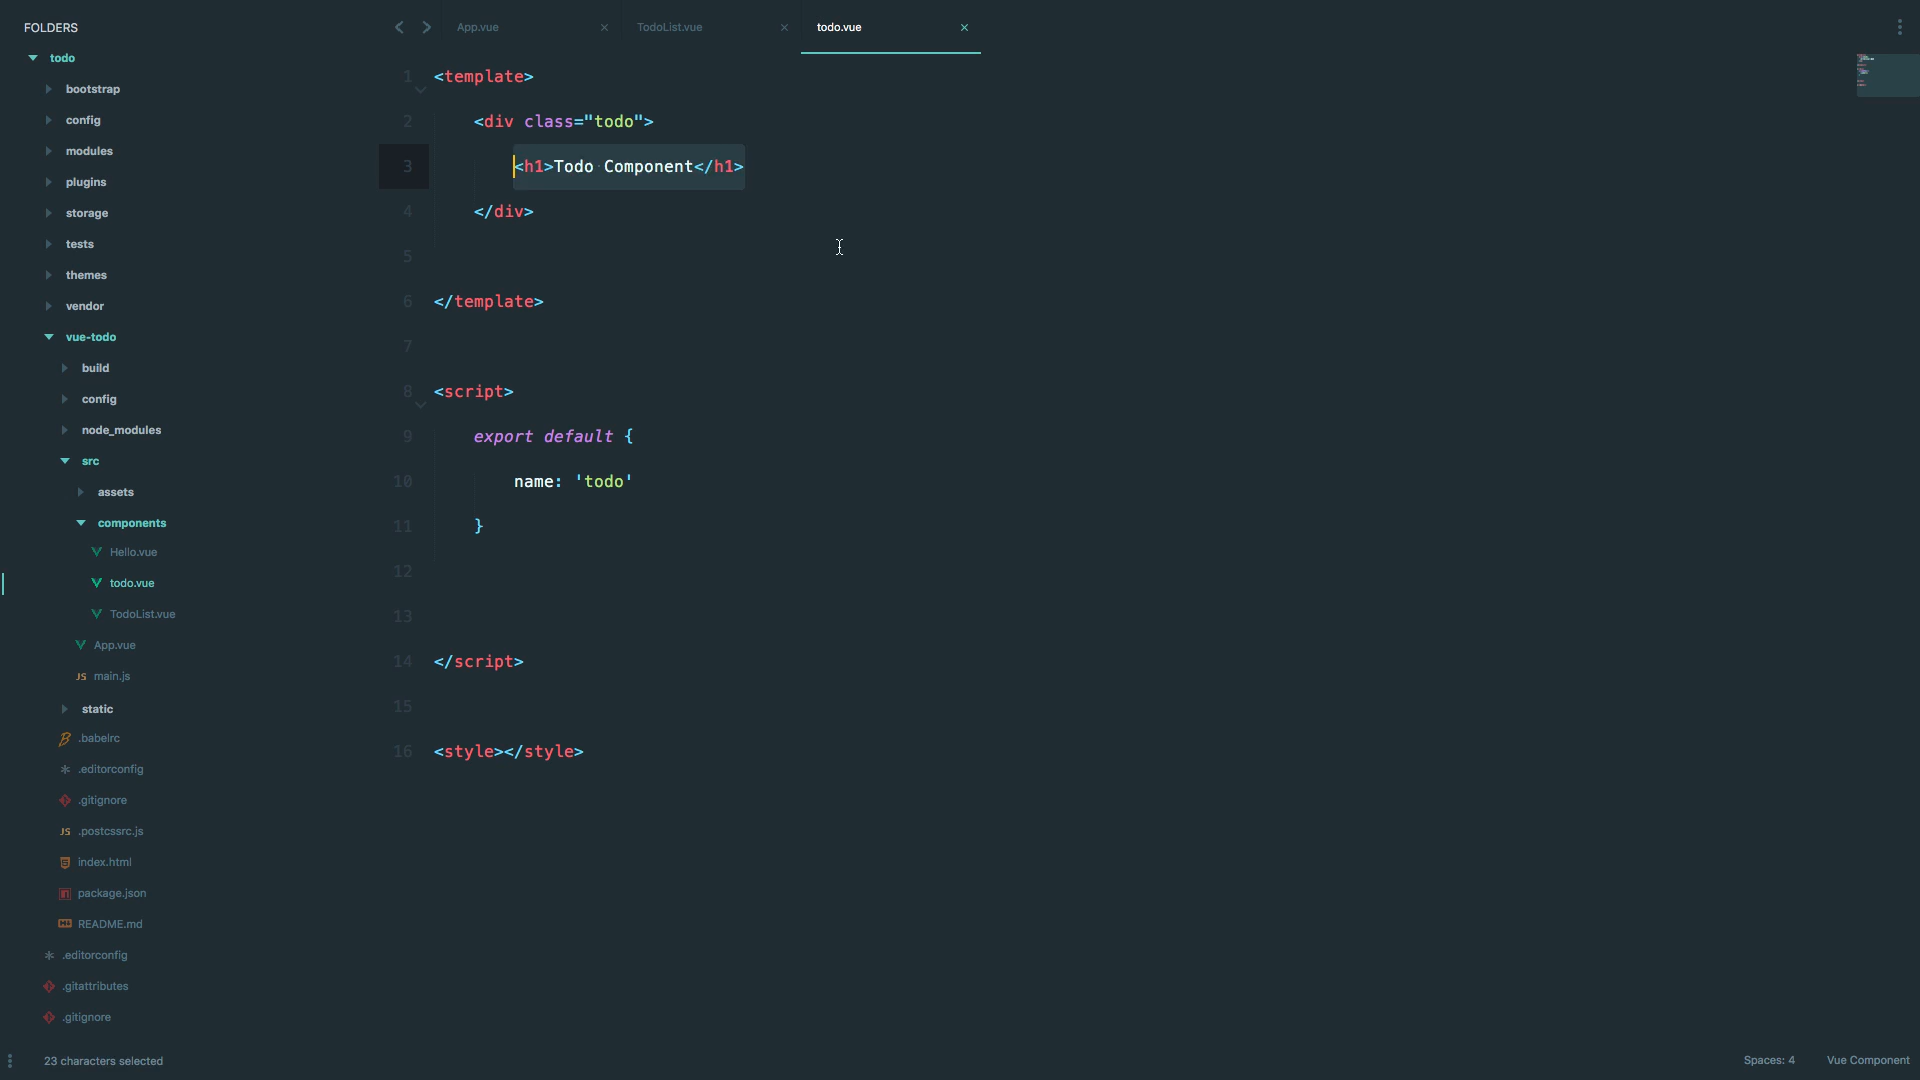 FOLDERS
todo
bootstrap
config
modules
plugins
storage
tests
themes
vendor
vue-todo
build
config
node_modules
src
assets
components
Hello.vue
todo.vue
TodoList.vue
App.vue
JS main.js
static
.babelrc
.editorconfig
.gitignore
JS .postcssrc.js
index.html
package.json
README.md
.editorconfig
.gitattributes
.gitignore
App.vue × TodoList.vue × todo.vue ×
1 <template>
2 <div class="todo">
3 <h1>Todo Component</h1>
4 </div>
5
6 </template>
7
8 <script>
9 export default {
10 name: 'todo'
11 }
12
13
14 </script>
15
16 <style></style>
23 characters selected
Spaces: 4 Vue Component